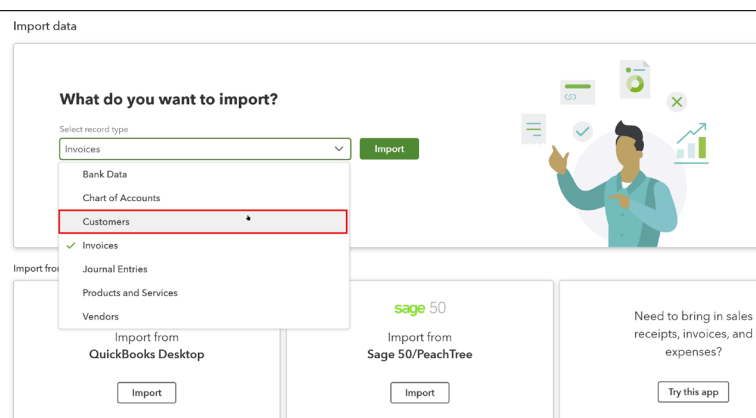 Import data
What do you want to import?
Select record type
Invoices
Import
Bank Data
Chart of Accounts
Customers
Invoices
Journal Entries
Products and Services
Vendors
Import from
Import from
QuickBooks Desktop
Import
sage 50
Import from
Sage 50/PeachTree
Import
Need to bring in sales
receipts, invoices, and
expenses?
Try this app